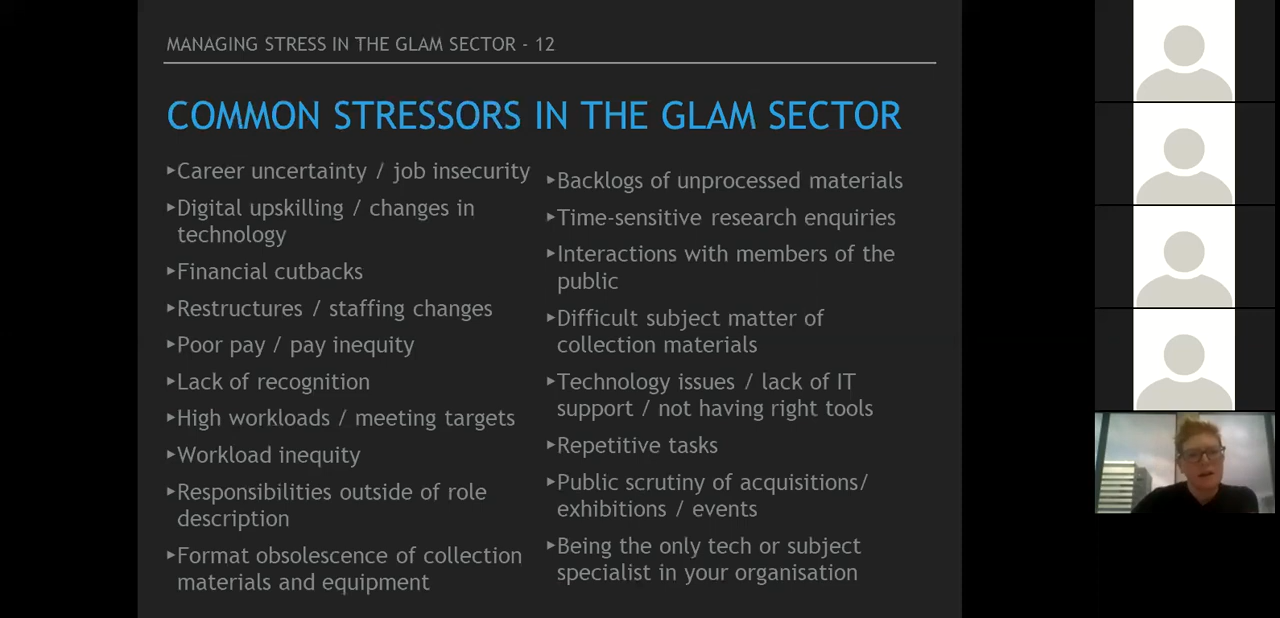 MANAGING STRESS IN THE GLAM SECTOR - 12
COMMON STRESSORS IN THE GLAM SECTOR
▸Career uncertainty / job insecurity
▸Digital upskilling / changes in
technology
▸Financial cutbacks
▸Restructures / staffing changes
▸Poor pay / pay inequity
▸Lack of recognition
▸High workloads / meeting targets
▸Workload inequity
▸Responsibilities outside of role
description
▸Format obsolescence of collection
materials and equipment
▸Backlogs of unprocessed materials
▸Time-sensitive research enquiries
▸Interactions with members of the
public
▸Difficult subject matter of
collection materials
▸Technology issues / lack of IT
support / not having right tools
▸Repetitive tasks
▸Public scrutiny of acquisitions/
exhibitions / events
▸Being the only tech or subject
specialist in your organisation